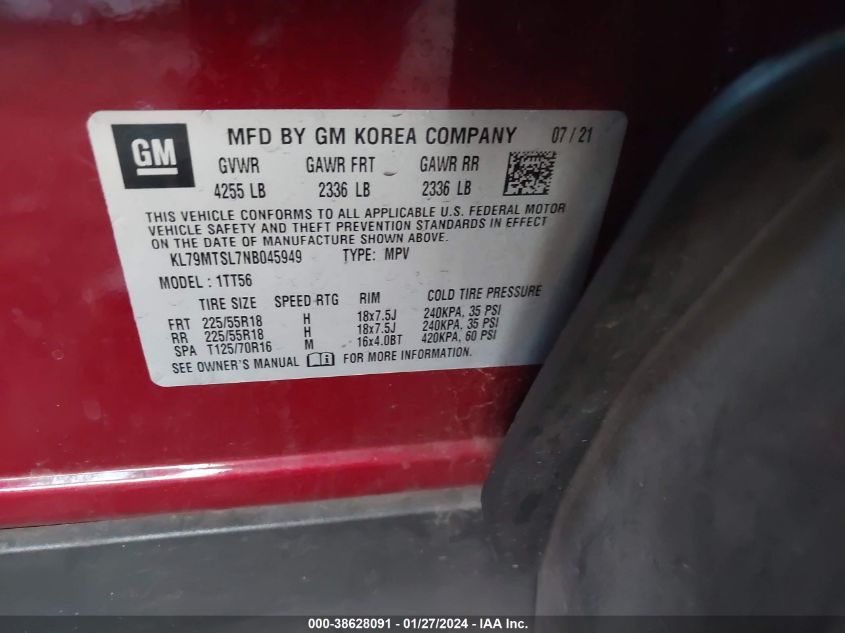 GM
MFD BY GM KOREA COMPANY 07 / 21
GVWR GAWR FRT GAWR RR
4255 LB 2336 LB 2336 LB
THIS VEHICLE CONFORMS TO ALL APPLICABLE U.S. FEDERAL MOTOR
VEHICLE SAFETY AND THEFT PREVENTION STANDARDS IN EFFECT
ON THE DATE OF MANUFACTURE SHOWN ABOVE.
KL79MTSL7NB045949 TYPE: MPV
MODEL : 1TT56
TIRE SIZE SPEED RTG RIM COLD TIRE PRESSURE
FRT 225/55R18 H 18x7.5J 240KPA, 35 PSI
RR 225/55R18 H 18x7.5J 240KPA, 35 PSI
SPA T125/70R16 M 16x4.0BT 420KPA, 60 PSI
SEE OWNER'S MANUAL FOR MORE INFORMATION.
000-38628091 - 01/27/2024 - IAA Inc.